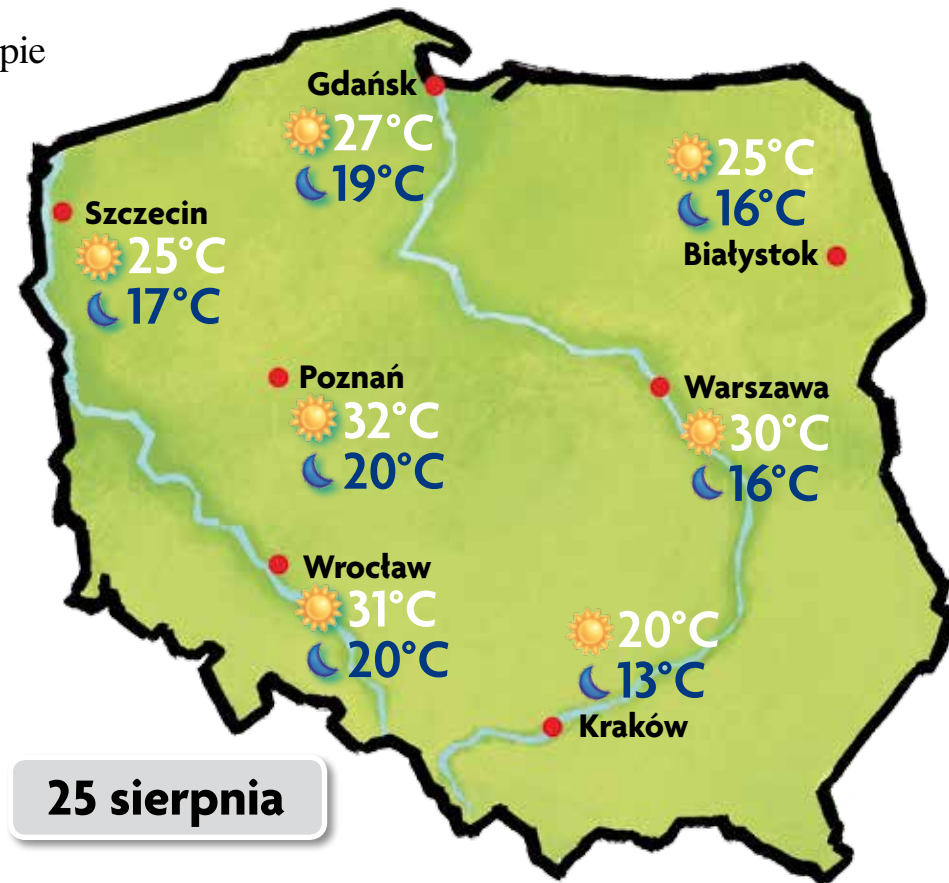 pie
Gdańsk
27°C
19°C
25°C
16°C
Białystok
Szczecin
25°C
17°C
Poznań
32°C
20°C
Warszawa
30°C
16°C
Wrocław
31°C
20°C
20°C
13°C
Kraków
25 sierpnia